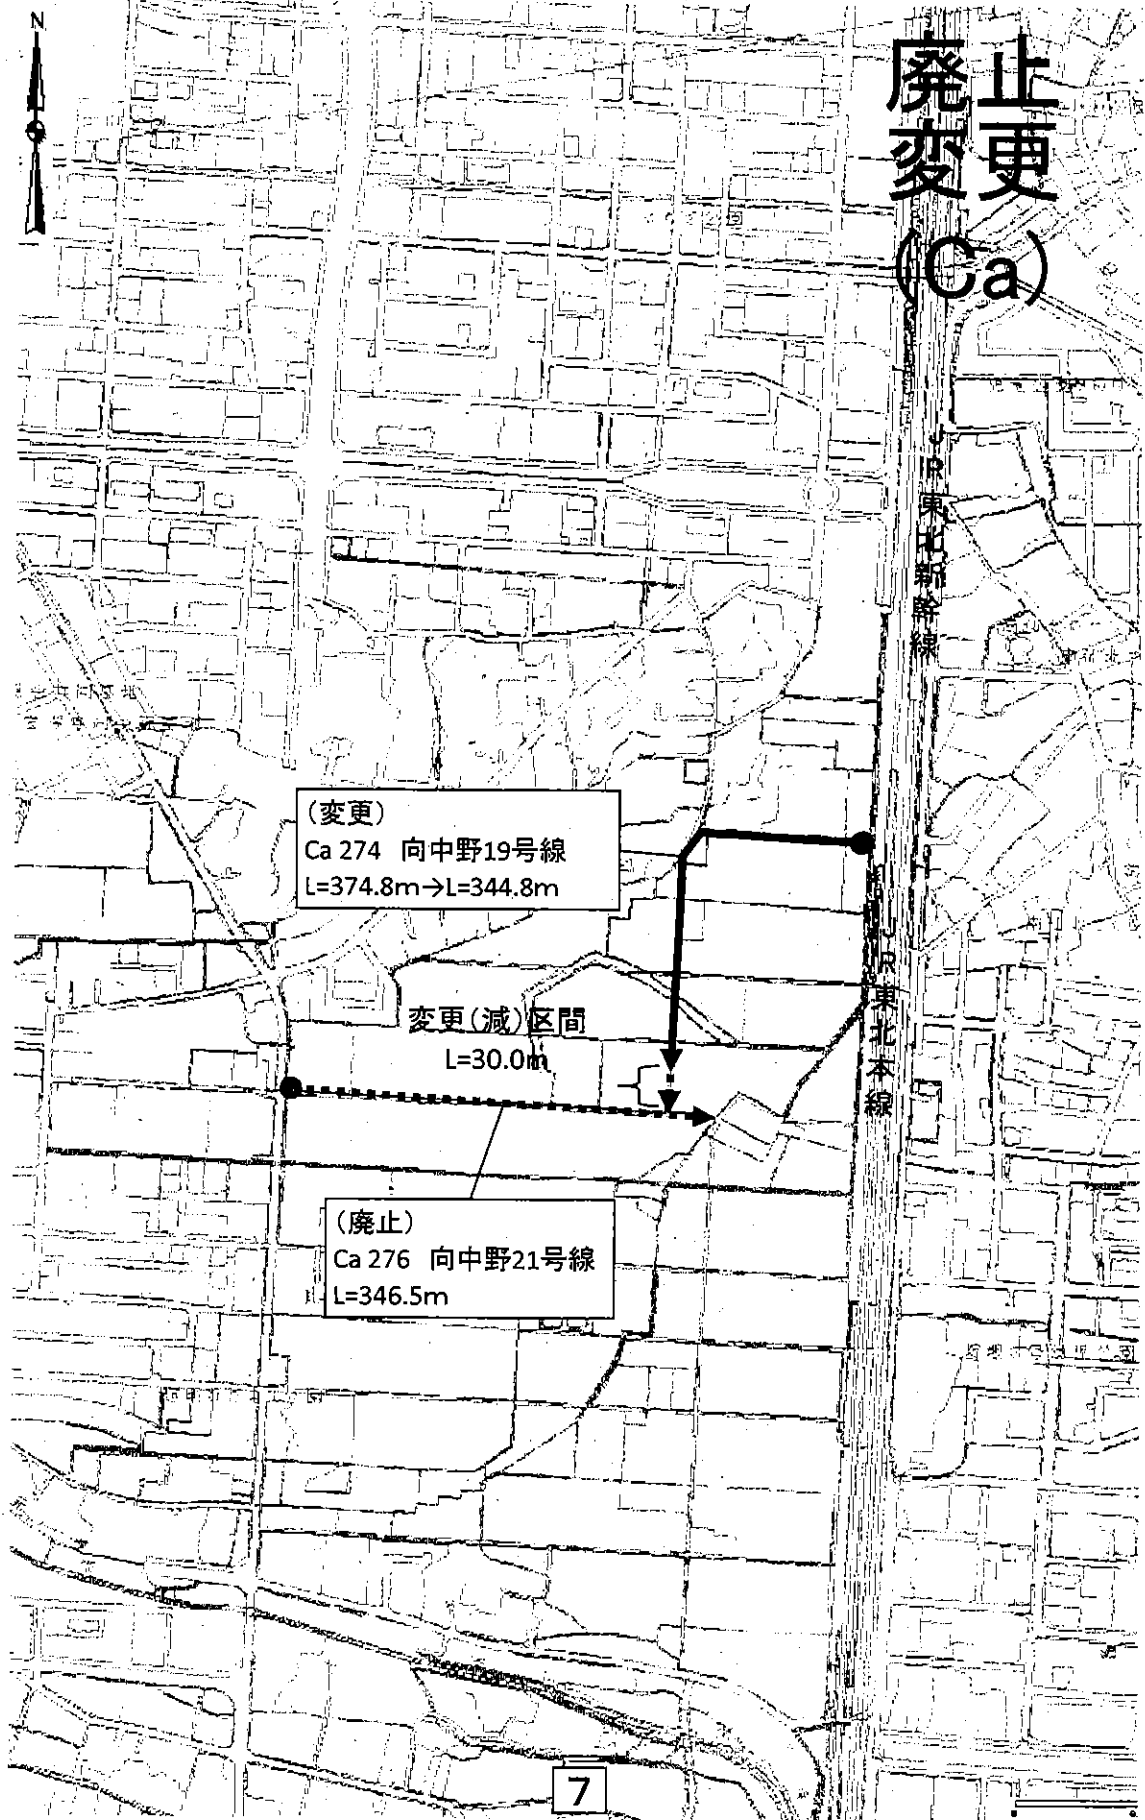 N
廃止
変更
(Ca)
JR東北新幹線
(変更)
Ca 274 向中野19号線
L=374.8m→L=344.8m
JR東北本線
変更(減)区間
L=30.0m
(廃止)
Ca 276 向中野21号線
L=346.5m
7